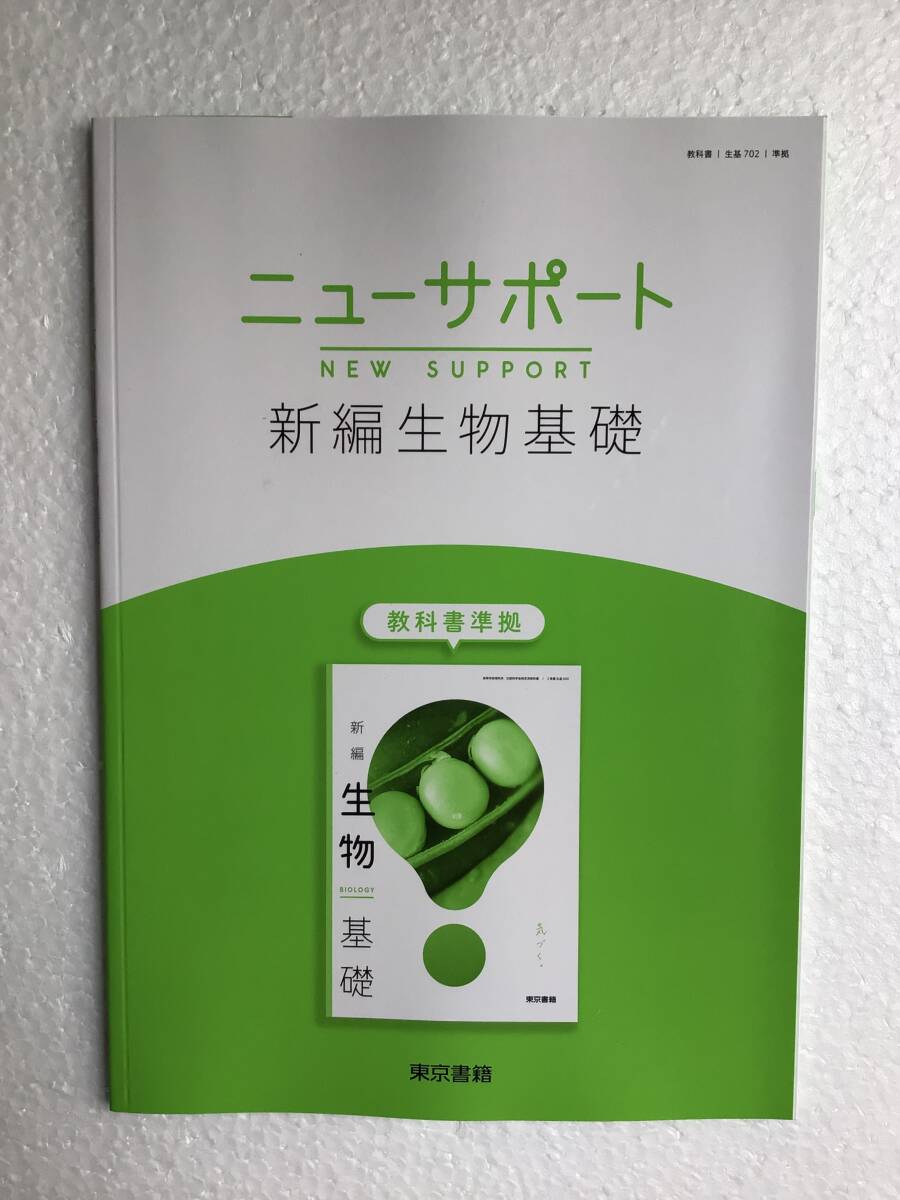 教科書 | 生基 702 | 準拠
ニューサポート
NEW SUPPORT
新編生物基礎
教科書準拠
新編
生物
BIOLOGY
基礎
気づく。
東京書籍
東京書籍